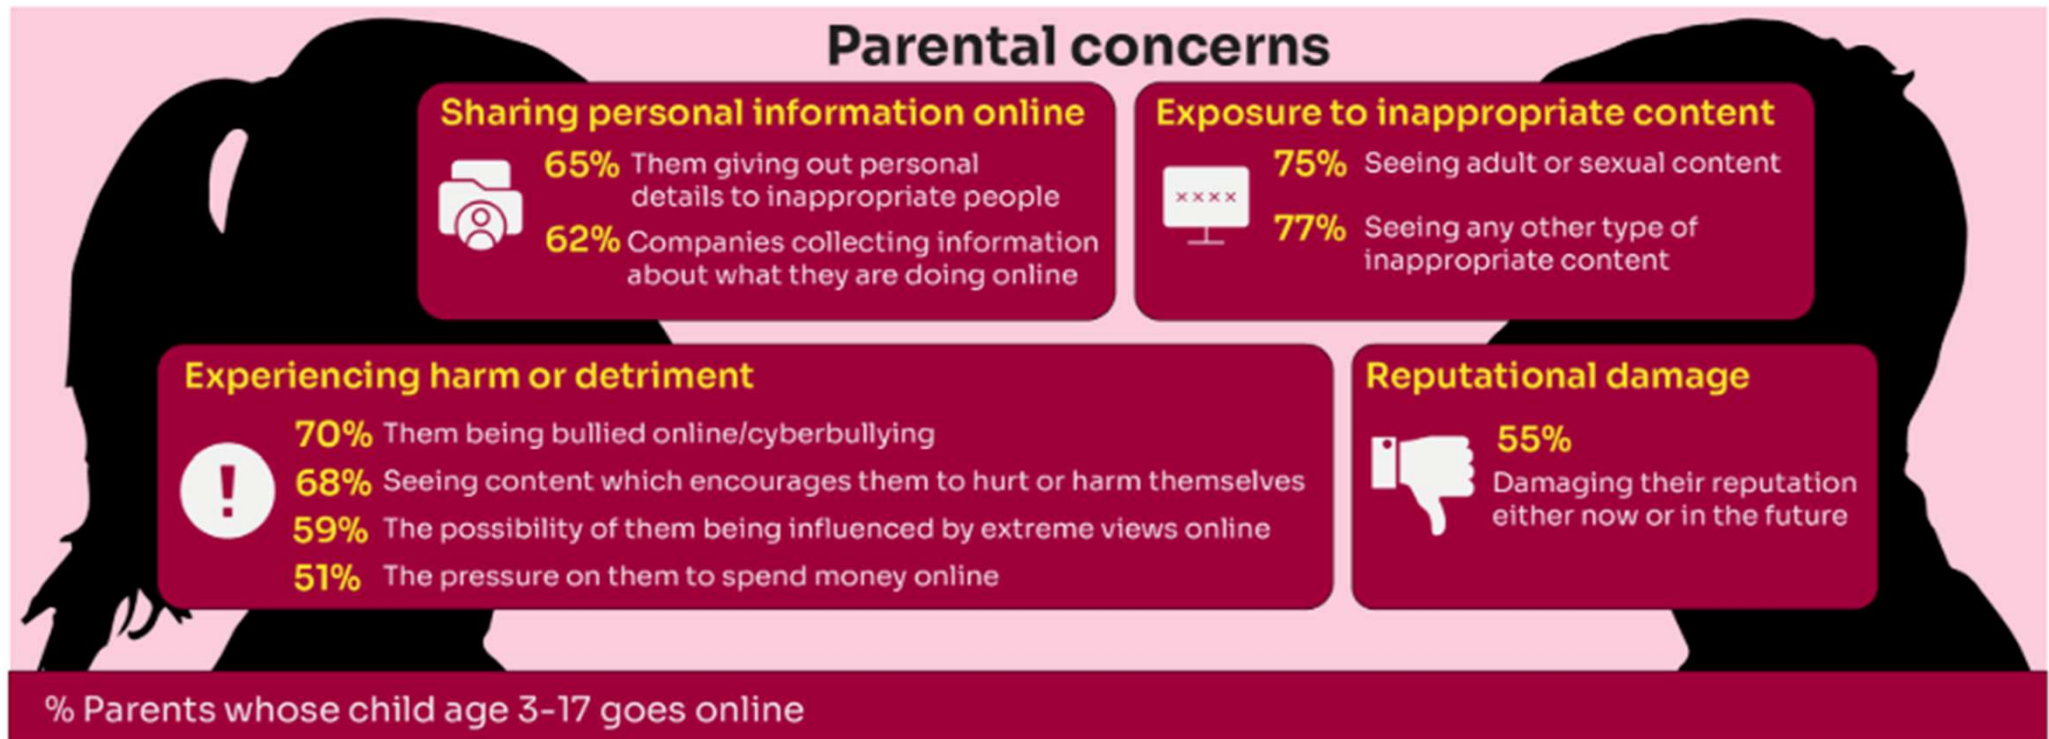 Parental concerns
Sharing personal information online
65% Them giving out personal
details to inappropriate people
62% Companies collecting information
about what they are doing online
Exposure to inappropriate content
××××
75% Seeing adult or sexual content
77% Seeing any other type of
inappropriate content
Experiencing harm or detriment
!
70% Them being bullied online/cyberbullying
68% Seeing content which encourages them to hurt or harm themselves
59% The possibility of them being influenced by extreme views online
51% The pressure on them to spend money online
Reputational damage
55%
Damaging their reputation
either now or in the future
% Parents whose child age 3-17 goes online